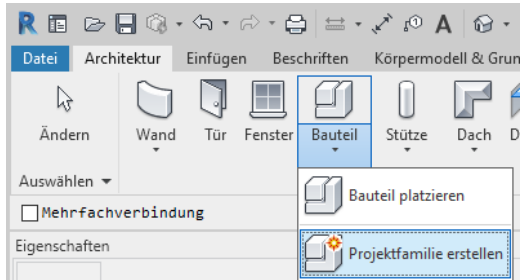 R A
Datei Architektur Einfügen Beschreiben Körpermodell & Grun
Ändern Wand Tür Fenster Bauteil Stütze Dach D
Auswählen
Bauteil platzieren
Mehrfachverbindung
Eigenschaften
Projektfamilie erstellen